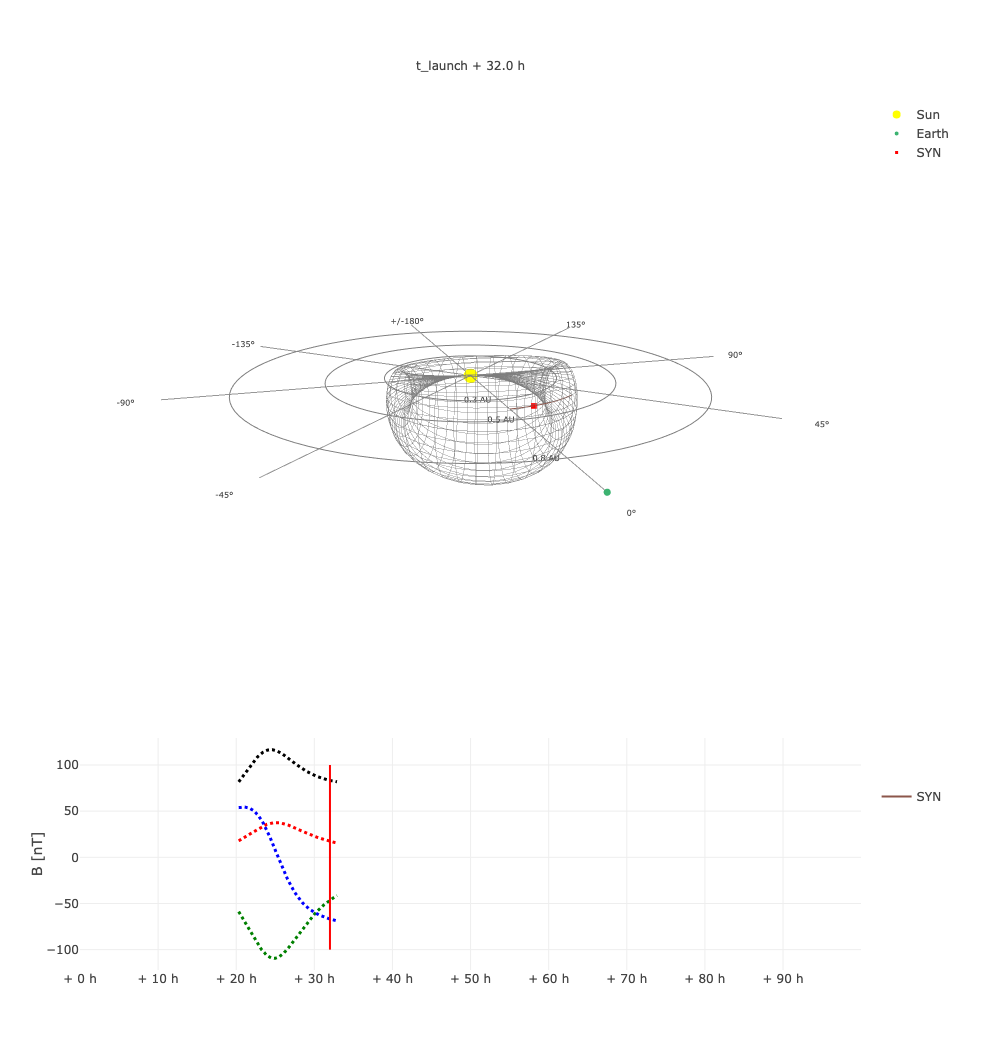 t_launch + 32.0 h
Sun
Earth
SYN
+/-180°
135°
-135°
90°
-90°
0.3 AU
0.5 AU
45°
0.8 AU
-45°
0°
100
50
0
−50
−100
B [nT]
SYN
+ 0 h
+ 10 h
+ 20 h
+ 30 h
+ 40 h
+ 50 h
+ 60 h
+ 70 h
+ 80 h
+ 90 h